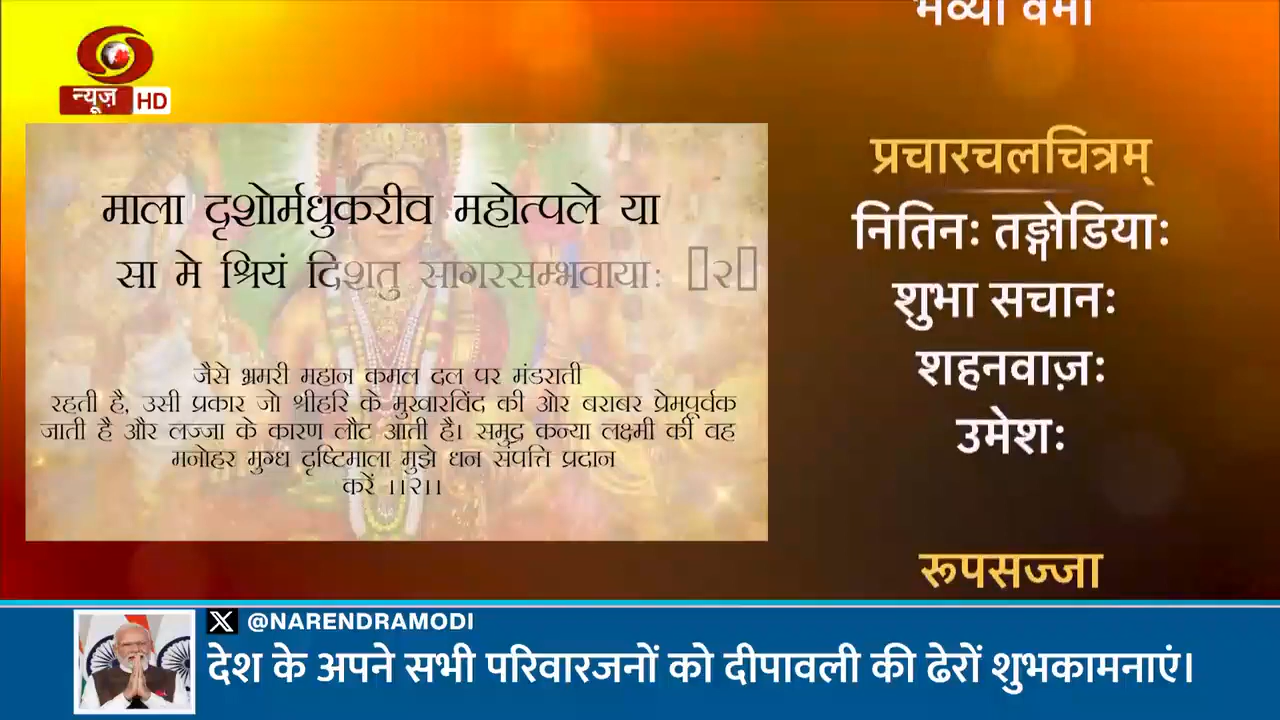 भव्या वर्मा
न्यूज़ HD
माला दृशोर्मधुकरीव महोत्पले या
सा मे श्रियं दिशतु सागरसम्भवायाः २
जैसे भ्रमरी महान कमल दल पर मंडराती
रहती है, उसी प्रकार जो श्रीहरि के मुखारविंद की ओर बराबर प्रेमपूर्वक
जाती है और लज्जा के कारण लौट आती है। समुद्र कन्या लक्ष्मी की वह
मनोहर मुग्ध दृष्टिमाला मुझे धन संपत्ति प्रदान
करें ।।२।।
प्रचारचलचित्रम्
नितिनः तङ्गोडियाः
शुभा सचानः
शहनवाज़ः
उमेशः
रूपसज्जा
X @NARENDRAMODI
देश के अपने सभी परिवारजनों को दीपावली की ढेरों शुभकामनाएं।